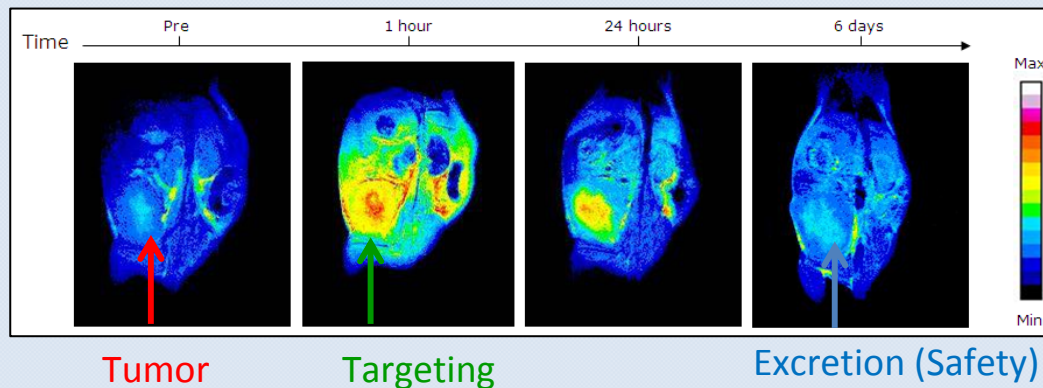 Pre 1 hour 24 hours 6 days
Time
Max
Min
Tumor Targeting Excretion (Safety)